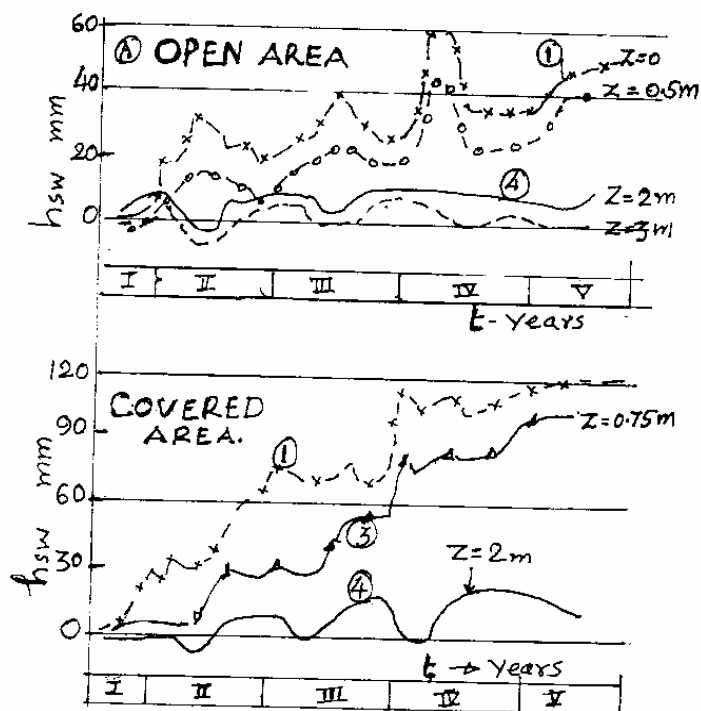 60
Ⓐ OPEN AREA
① Z=0
40
Z=0.5m
hsw mm
20
④
Z=2m
0
Z=3m
I II III IV V
t-Years
120
COVERED
AREA.
Z=0.75m
90
①
hsw mm
60
③
Z=2m
30
④
0
t → Years
I II III IV V